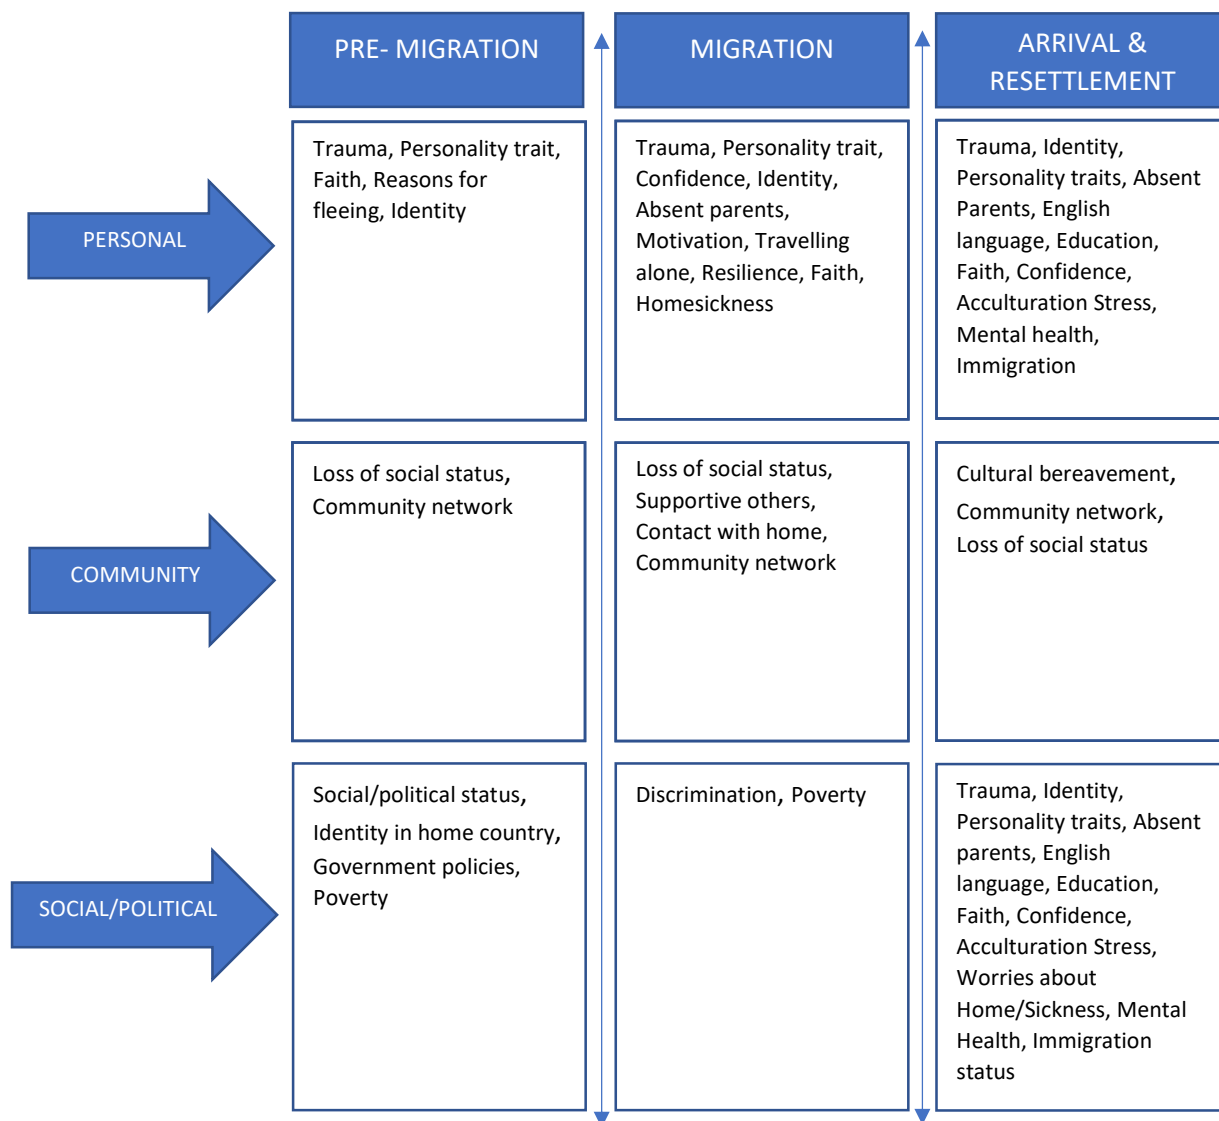 PRE- MIGRATION
MIGRATION
ARRIVAL &
RESETTLEMENT
PERSONAL
Trauma, Personality trait,
Faith, Reasons for
fleeing, Identity
Trauma, Personality trait,
Confidence, Identity,
Absent parents,
Motivation, Travelling
alone, Resilience, Faith,
Homesickness
Trauma, Identity,
Personality traits, Absent
Parents, English
language, Education,
Faith, Confidence,
Acculturation Stress,
Mental health,
Immigration
COMMUNITY
Loss of social status,
Community network
Loss of social status,
Supportive others,
Contact with home,
Community network
Cultural bereavement,
Community network,
Loss of social status
SOCIAL/POLITICAL
Social/political status,
Identity in home country,
Government policies,
Poverty
Discrimination, Poverty
Trauma, Identity,
Personality traits, Absent
parents, English
language, Education,
Faith, Confidence,
Acculturation Stress,
Worries about
Home/Sickness, Mental
Health, Immigration
status